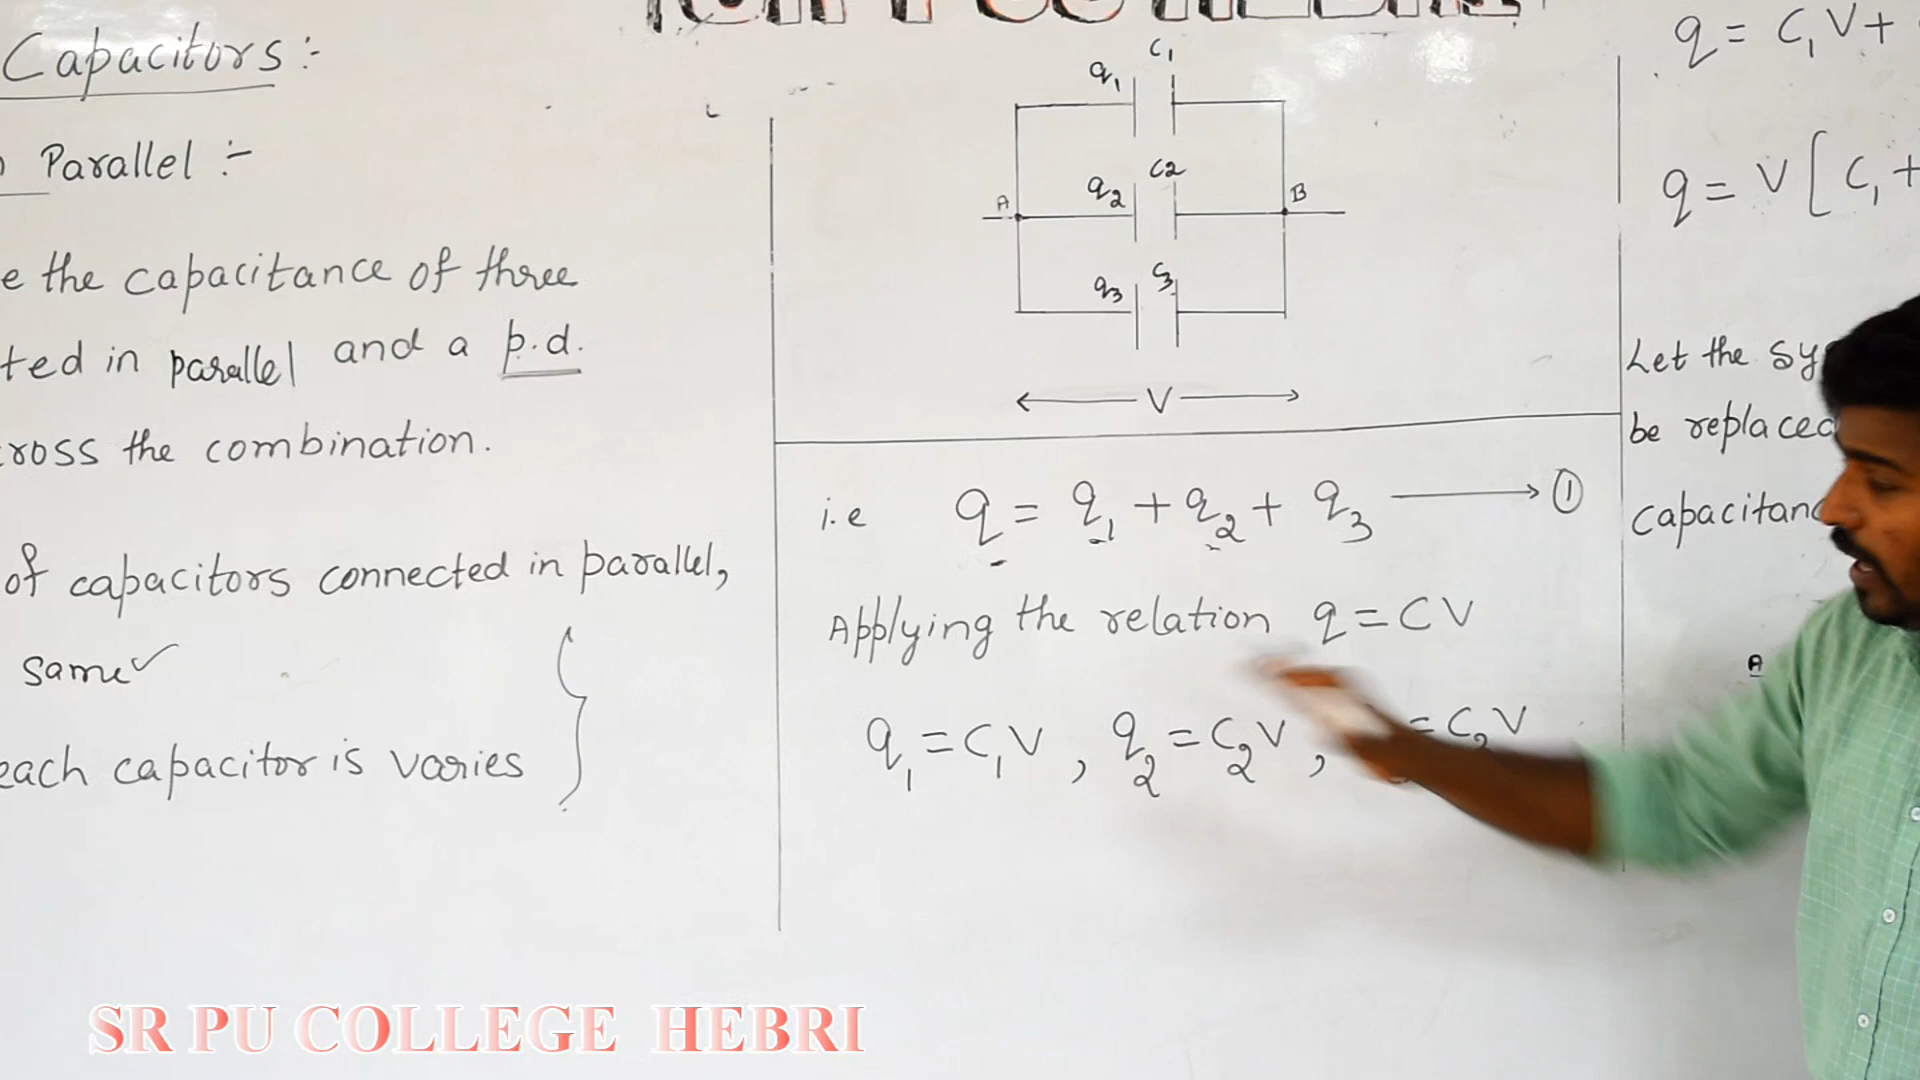 Capacitors :-
Parallel :-
e the capacitance of three
ted in parallel and a p.d.
ross the combination.
of capacitors connected in parallel,
same✓
each capacitor is varies
q₁ C₁
q₂ C2
A B
q₃ C₃
V
i.e q = q₁ + q₂ + q₃ ⟶ ①
Applying the relation q = CV
q₁ = C₁V , q₂ = C₂V , = C₃V
q = C₁V +
q = V [ C₁ +
Let the sy
be replaced
capacitanc
A
SR PU COLLEGE HEBRI